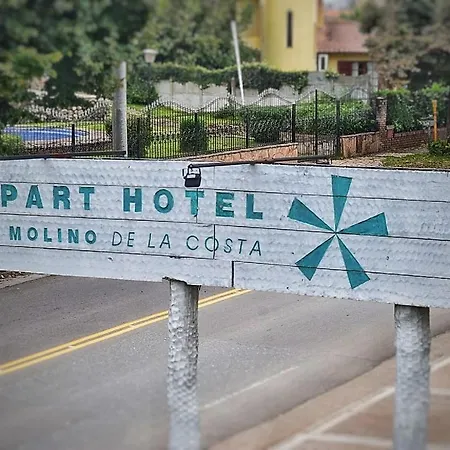 PART HOTEL
MOLINO DE LA COSTA